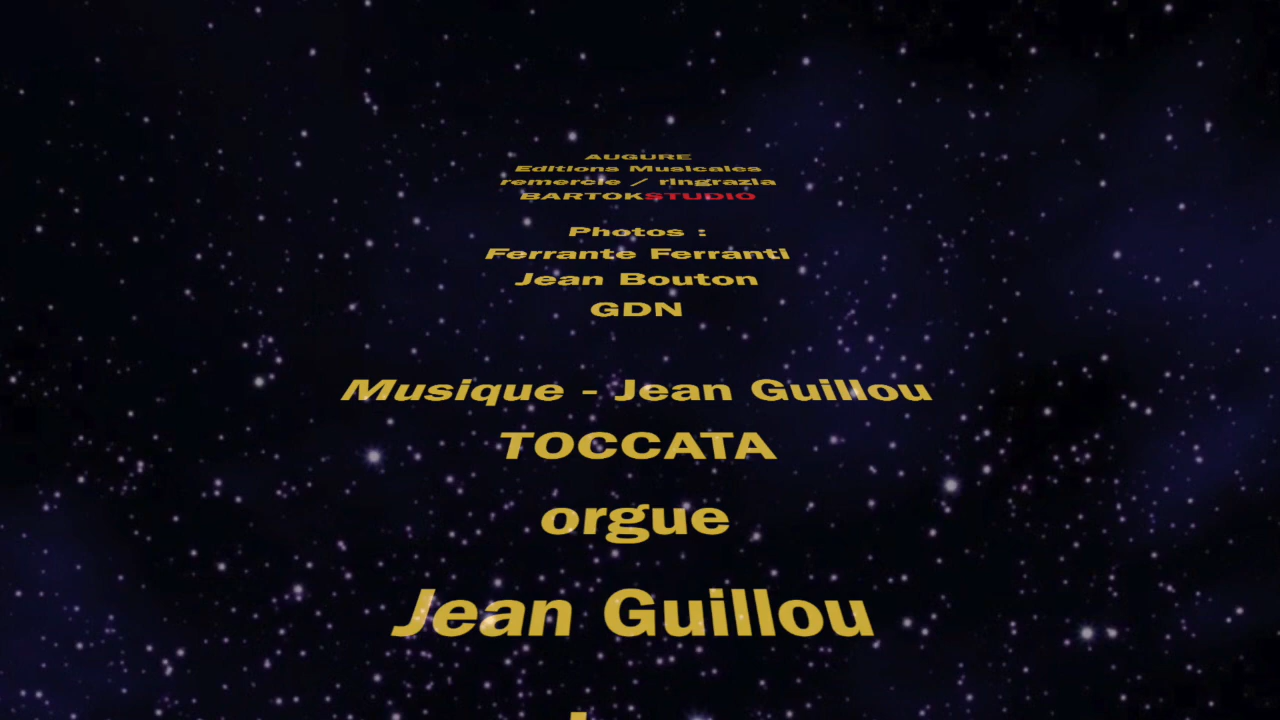 AUGURE
Editions Musicales
remercie / ringrazia
BARTOKSTUDIO
Photos :
Ferrante Ferranti
Jean Bouton
GDN
Musique - Jean Guillou
TOCCATA
orgue
Jean Guillou